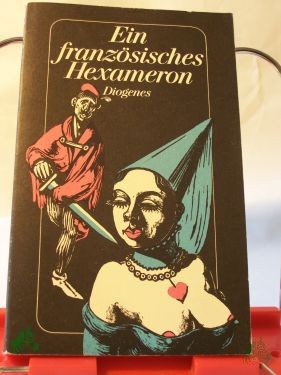 Ein
französisches
Hexameron
Diogenes